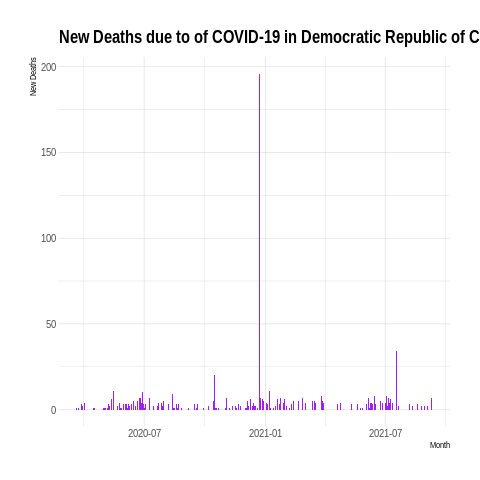 New Deaths due to of COVID-19 in Democratic Republic of C
New Deaths
200
150
100
50
0
2020-07
2021-01
2021-07
Month